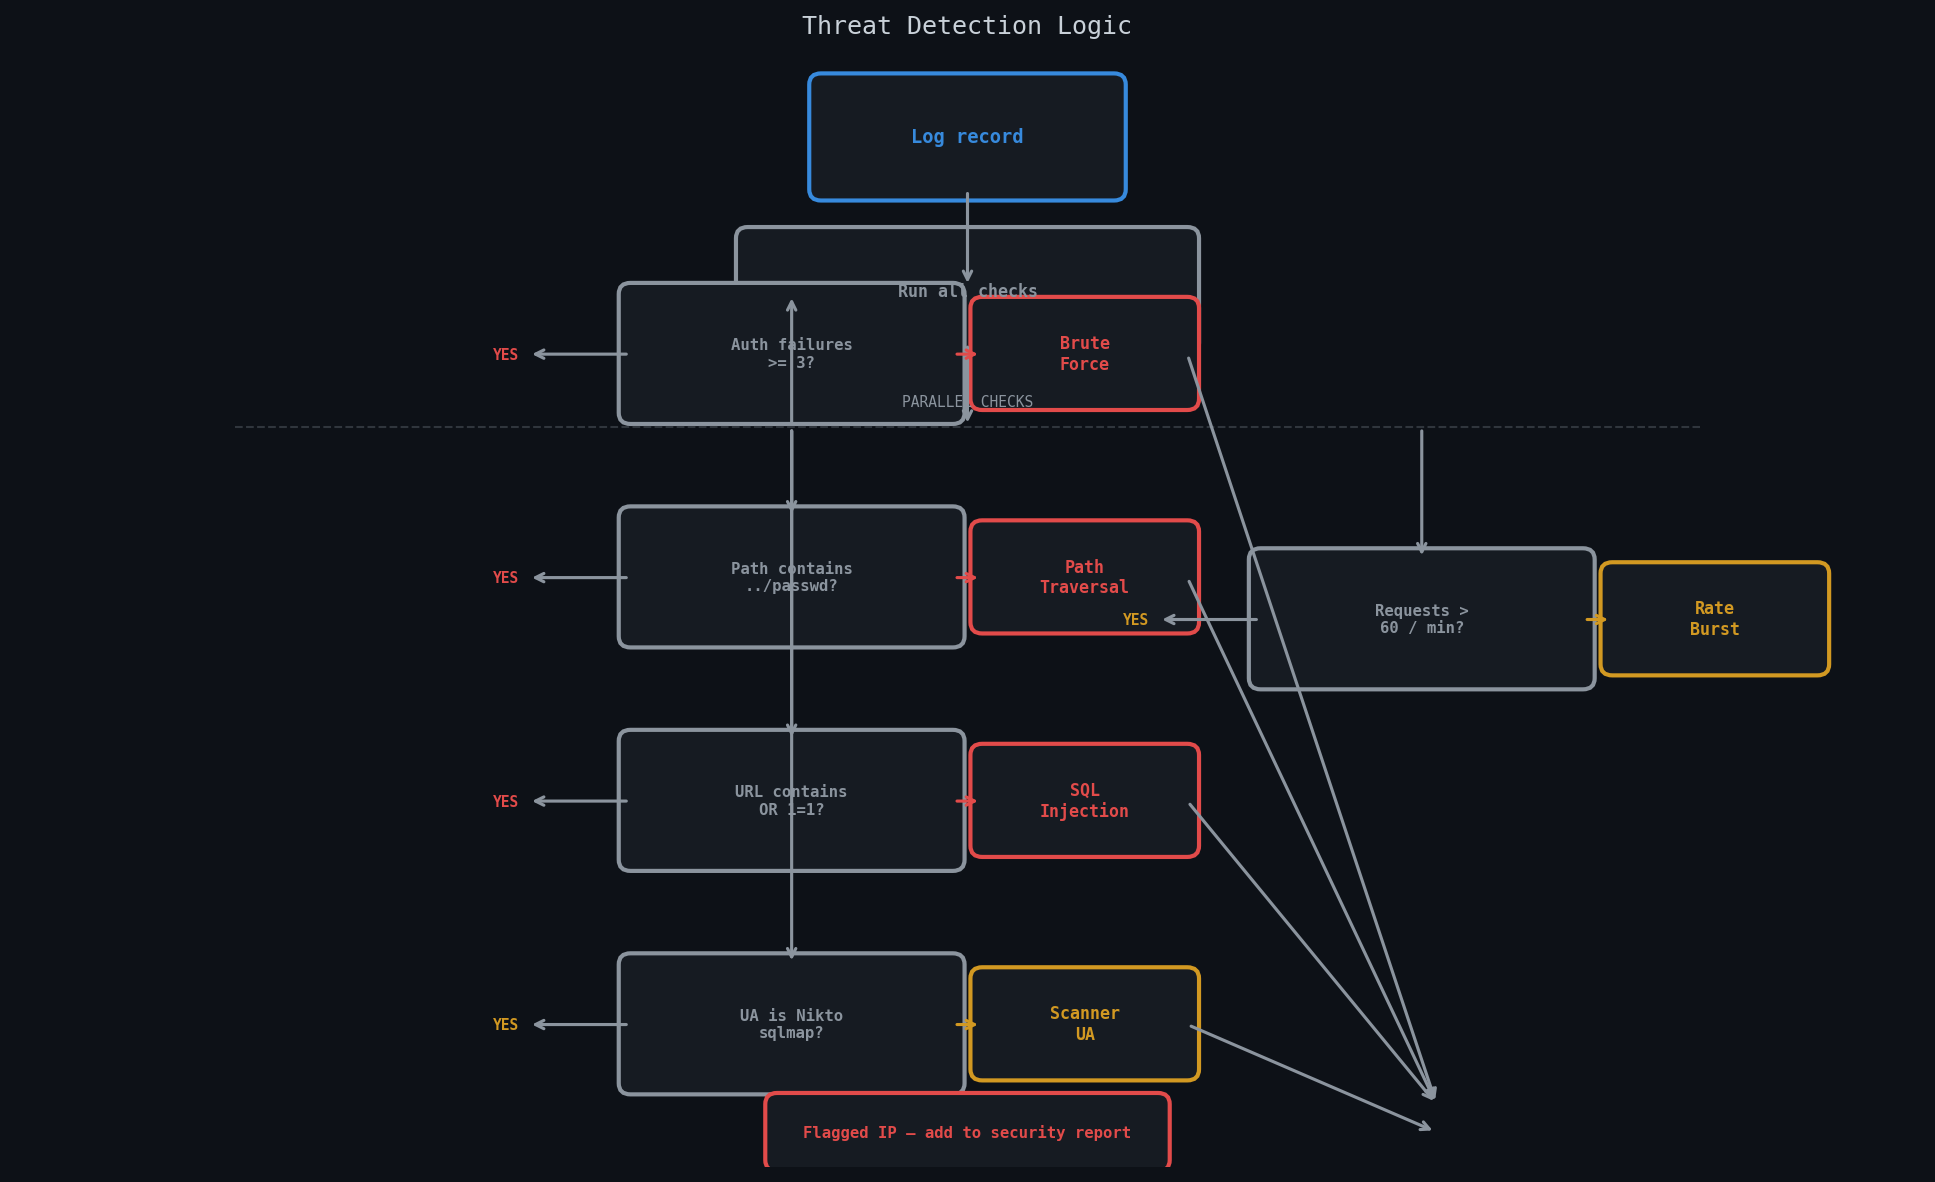 Threat Detection Logic
Log record
Run all checks
YES
Auth failures
>= 3?
Brute
Force
PARALLEL CHECKS
YES
Path contains
../passwd?
Path
Traversal
YES
Requests >
60 / min?
Rate
Burst
YES
URL contains
OR 1=1?
SQL
Injection
YES
UA is Nikto
sqlmap?
Scanner
UA
Flagged IP — add to security report